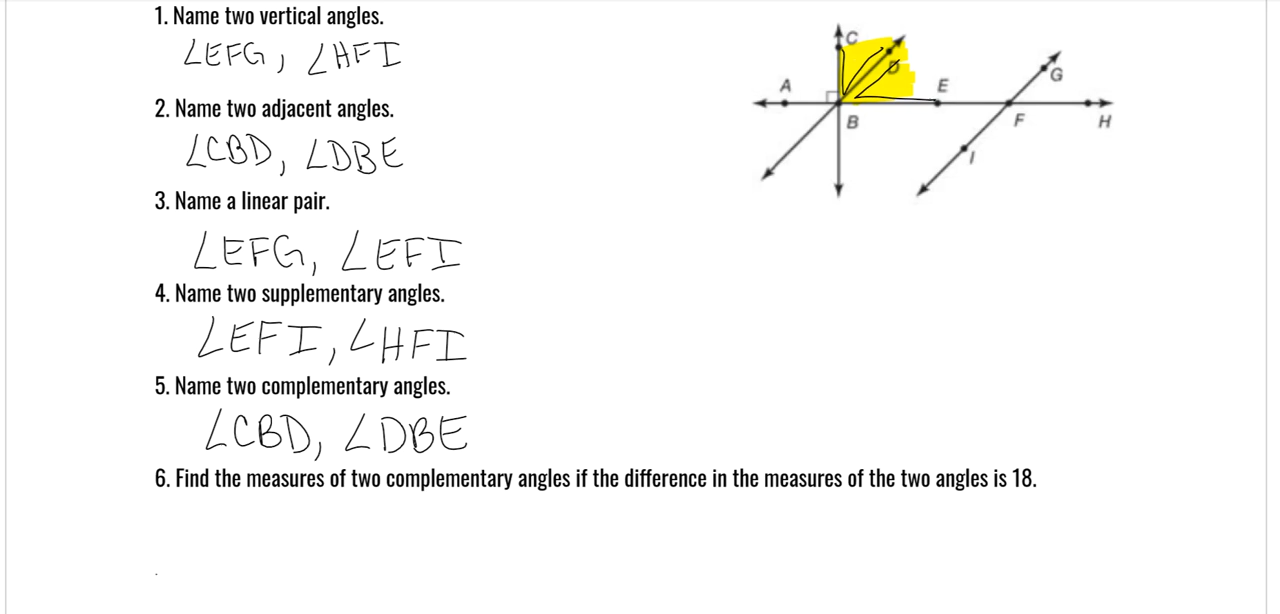 1. Name two vertical angles.
∠EFG, ∠HFI
2. Name two adjacent angles.
∠CBD, ∠DBE
3. Name a linear pair.
∠EFG, ∠EFI
4. Name two supplementary angles.
∠EFI, ∠HFI
5. Name two complementary angles.
∠CBD, ∠DBE
6. Find the measures of two complementary angles if the difference in the measures of the two angles is 18.
C
D
A
E
G
B
F
H
I